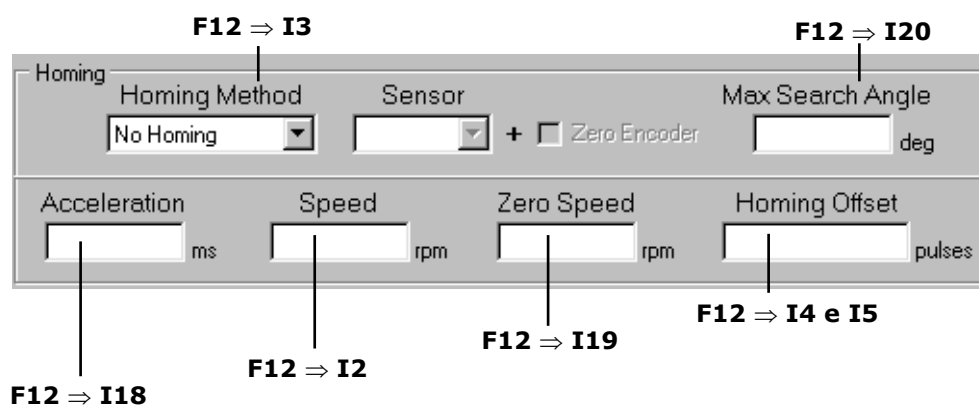 F12 ⇒ I3
F12 ⇒ I20
Homing
Homing Method Sensor Max Search Angle
No Homing + Zero Encoder deg
Acceleration Speed Zero Speed Homing Offset
ms rpm rpm pulses
F12 ⇒ I4 e I5
F12 ⇒ I19
F12 ⇒ I2
F12 ⇒ I18